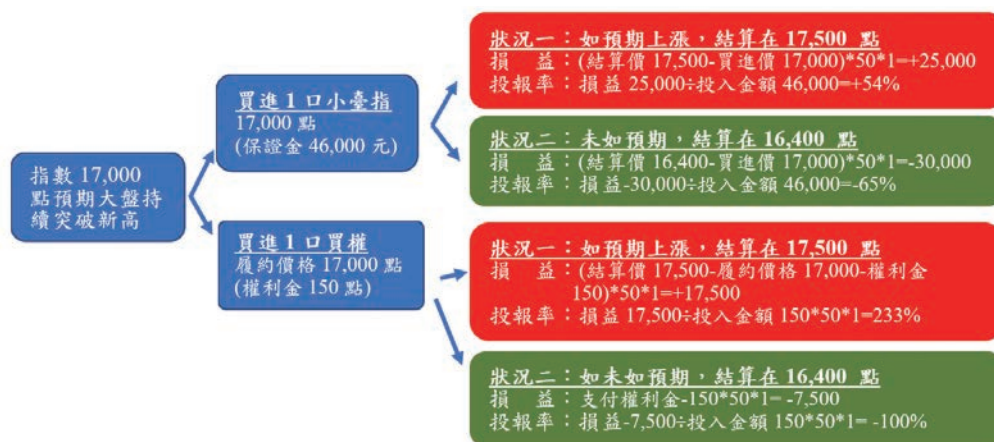 指數 17,000
點預期大盤持
續突破新高
買進 1 口小臺指
17,000 點
(保證金 46,000 元)
狀況一：如預期上漲，結算在 17,500 點
損　益：(結算價 17,500-買進價 17,000)*50*1=+25,000
投報率：損益 25,000÷投入金額 46,000=+54%
狀況二：未如預期，結算在 16,400 點
損　益：(結算價 16,400-買進價 17,000)*50*1=-30,000
投報率：損益-30,000÷投入金額 46,000=-65%
買進 1 口買權
履約價格 17,000 點
(權利金 150 點)
狀況一：如預期上漲，結算在 17,500 點
損　益：(結算價 17,500-履約價格 17,000-權利金
150)*50*1=+17,500
投報率：損益 17,500÷投入金額 150*50*1=233%
狀況二：如未如預期，結算在 16,400 點
損　益：支付權利金-150*50*1= -7,500
投報率：損益-7,500÷投入金額 150*50*1= -100%